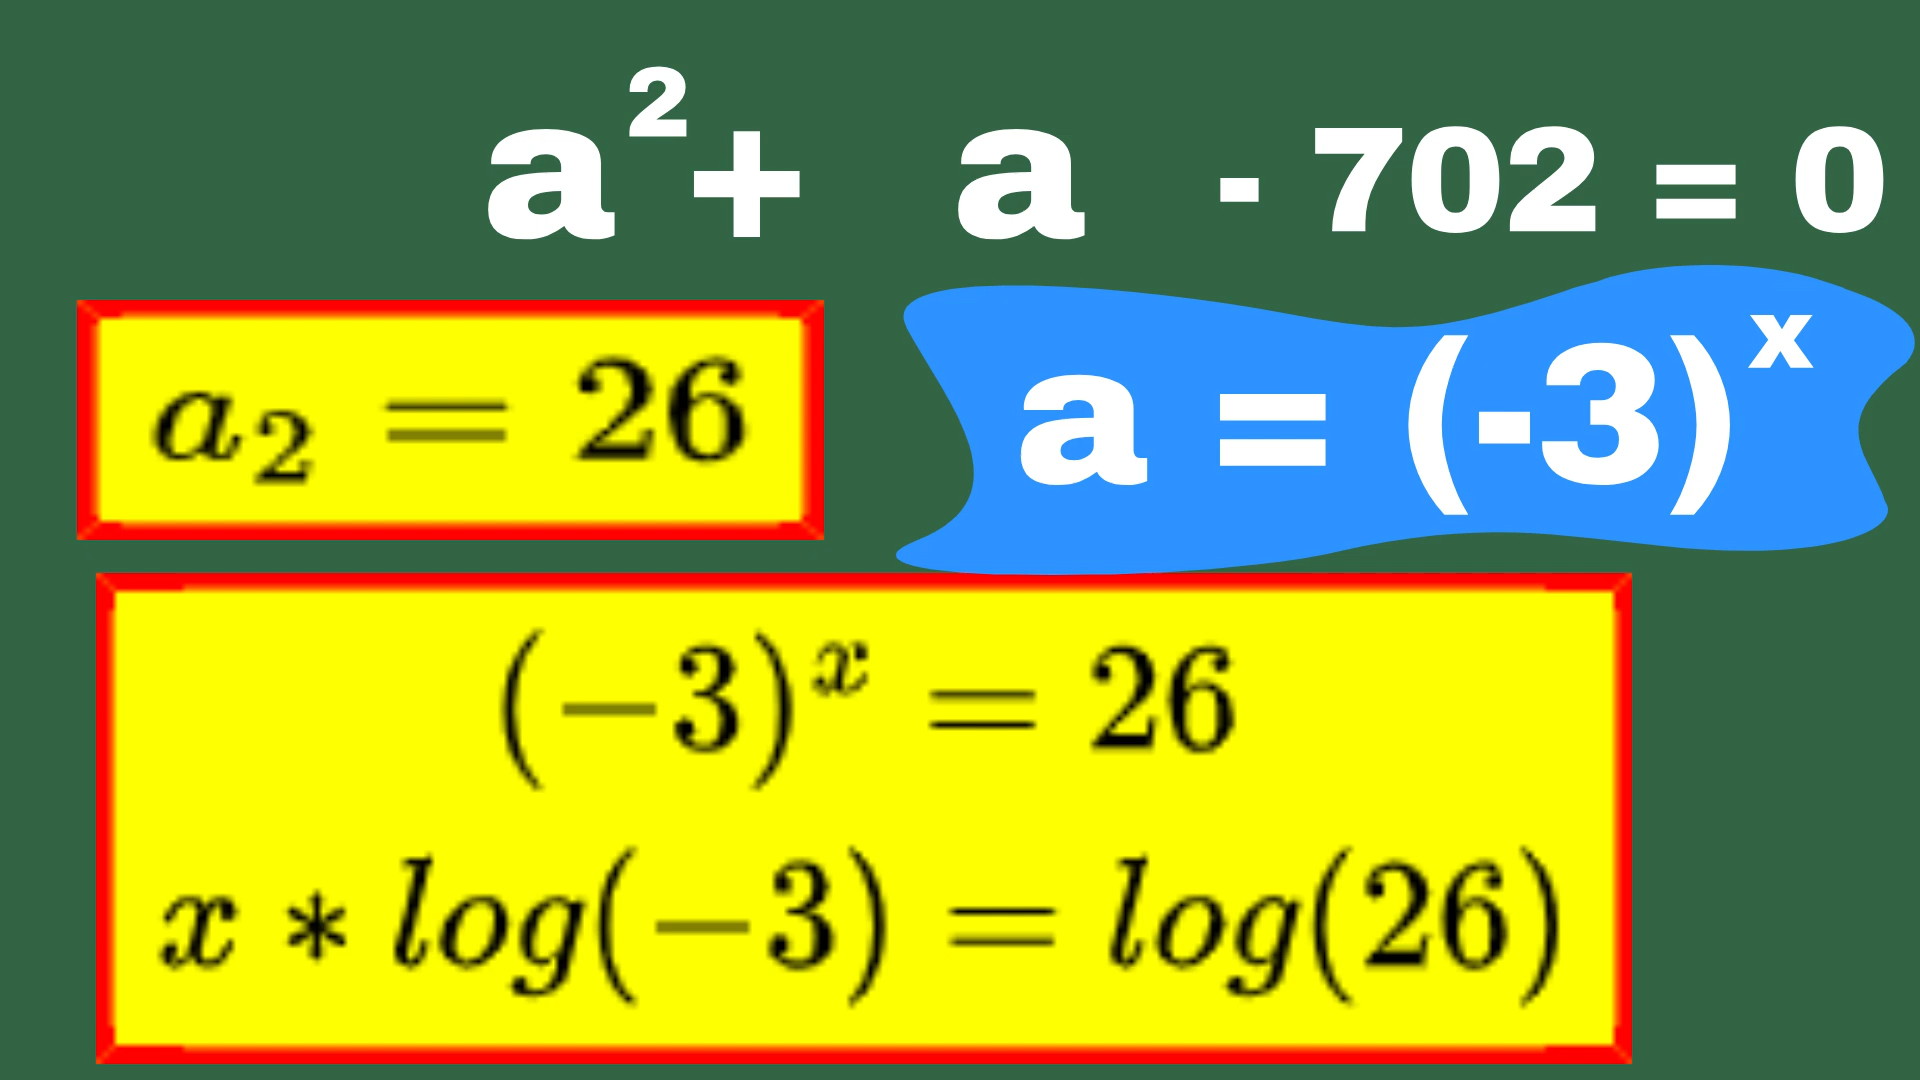 a² + a - 702 = 0
a₂ = 26
a = (-3)ˣ
(−3)ˣ = 26
x * log(−3) = log(26)